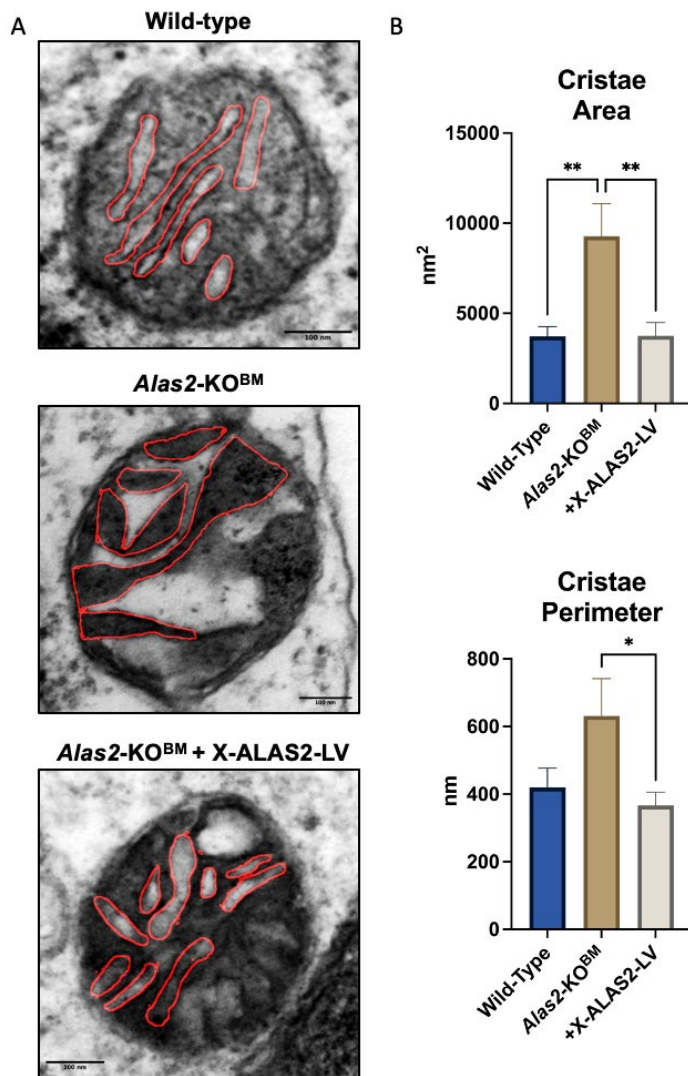 A
Wild-type
100 nm
Alas2-KOᴮᴹ
100 nm
Alas2-KOᴮᴹ + X-ALAS2-LV
200 nm
B
Cristae
Area
15000
10000
5000
0
nm²
**
**
Wild-Type
Alas2-KOᴮᴹ
+X-ALAS2-LV
Cristae
Perimeter
800
600
400
200
0
nm
*
Wild-Type
Alas2-KOᴮᴹ
+X-ALAS2-LV